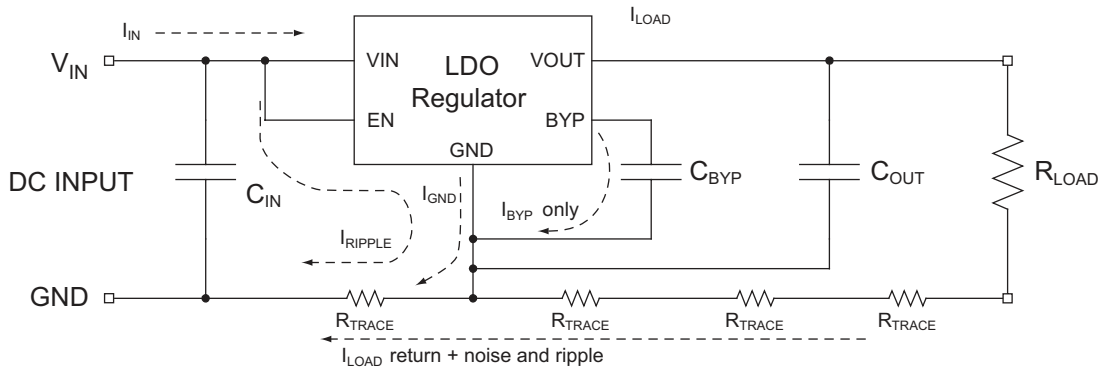 I_IN
I_LOAD
V_IN
VIN
LDO
Regulator
VOUT
EN
BYP
GND
DC INPUT
C_IN
I_GND
I_BYP only
C_BYP
C_OUT
R_LOAD
I_RIPPLE
GND
R_TRACE
R_TRACE
R_TRACE
R_TRACE
I_LOAD return + noise and ripple